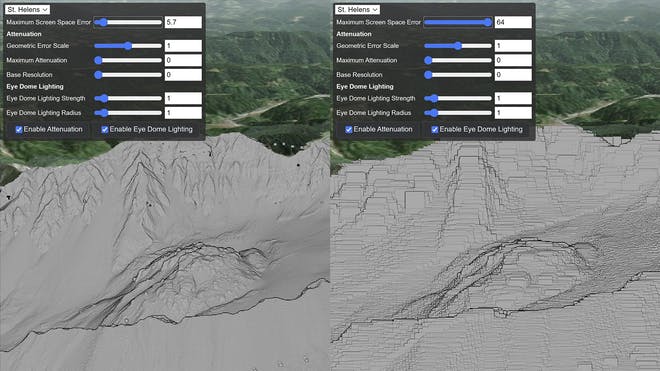 St. Helens
Maximum Screen Space Error 5.7
Attenuation
Geometric Error Scale 1
Maximum Attenuation 0
Base Resolution 0
Eye Dome Lighting
Eye Dome Lighting Strength 1
Eye Dome Lighting Radius 1
Enable Attenuation Enable Eye Dome Lighting
St. Helens
Maximum Screen Space Error 64
Attenuation
Geometric Error Scale 1
Maximum Attenuation 0
Base Resolution 0
Eye Dome Lighting
Eye Dome Lighting Strength 1
Eye Dome Lighting Radius 1
Enable Attenuation Enable Eye Dome Lighting